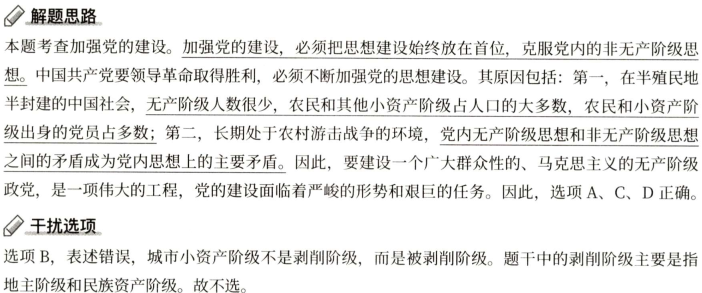 解题思路
本题考查加强党的建设。加强党的建设，必须把思想建设始终放在首位，克服党内的非无产阶级思
想。中国共产党要领导革命取得胜利，必须不断加强党的思想建设。其原因包括：第一，在半殖民地
半封建的中国社会，无产阶级人数很少，农民和其他小资产阶级占人口的大多数，农民和小资产阶
级出身的党员占多数；第二，长期处于农村游击战争的环境，党内无产阶级思想和非无产阶级思想
之间的矛盾成为党内思想上的主要矛盾。因此，要建设一个广大群众性的、马克思主义的无产阶级
政党，是一项伟大的工程，党的建设面临着严峻的形势和艰巨的任务。因此，选项 A、C、D 正确。
干扰选项
选项 B，表述错误，城市小资产阶级不是剥削阶级，而是被剥削阶级。题干中的剥削阶级主要是指
地主阶级和民族资产阶级。故不选。